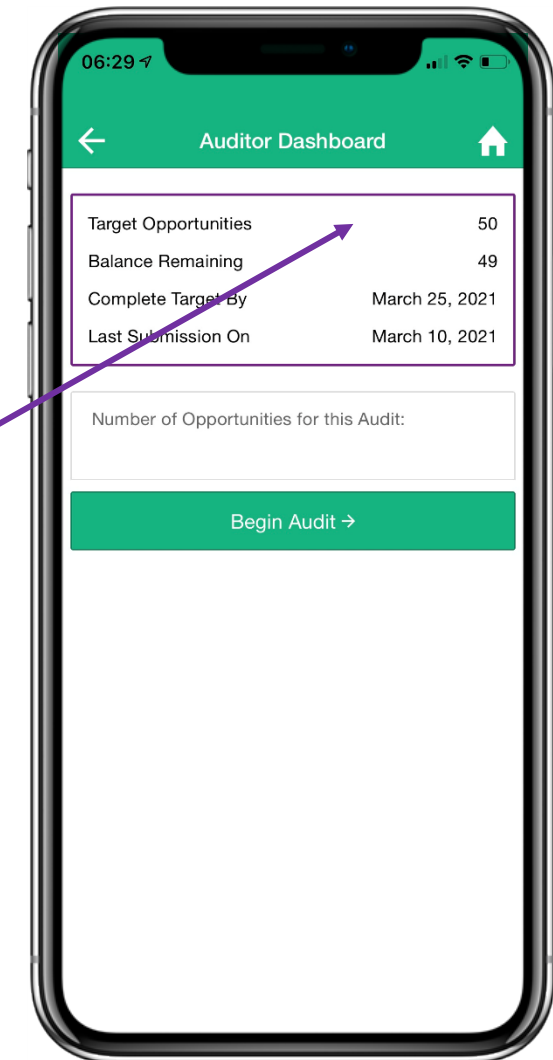 06:29
Auditor Dashboard
Target Opportunities 50
Balance Remaining 49
Complete Target By March 25, 2021
Last Submission On March 10, 2021
Number of Opportunities for this Audit:
Begin Audit →